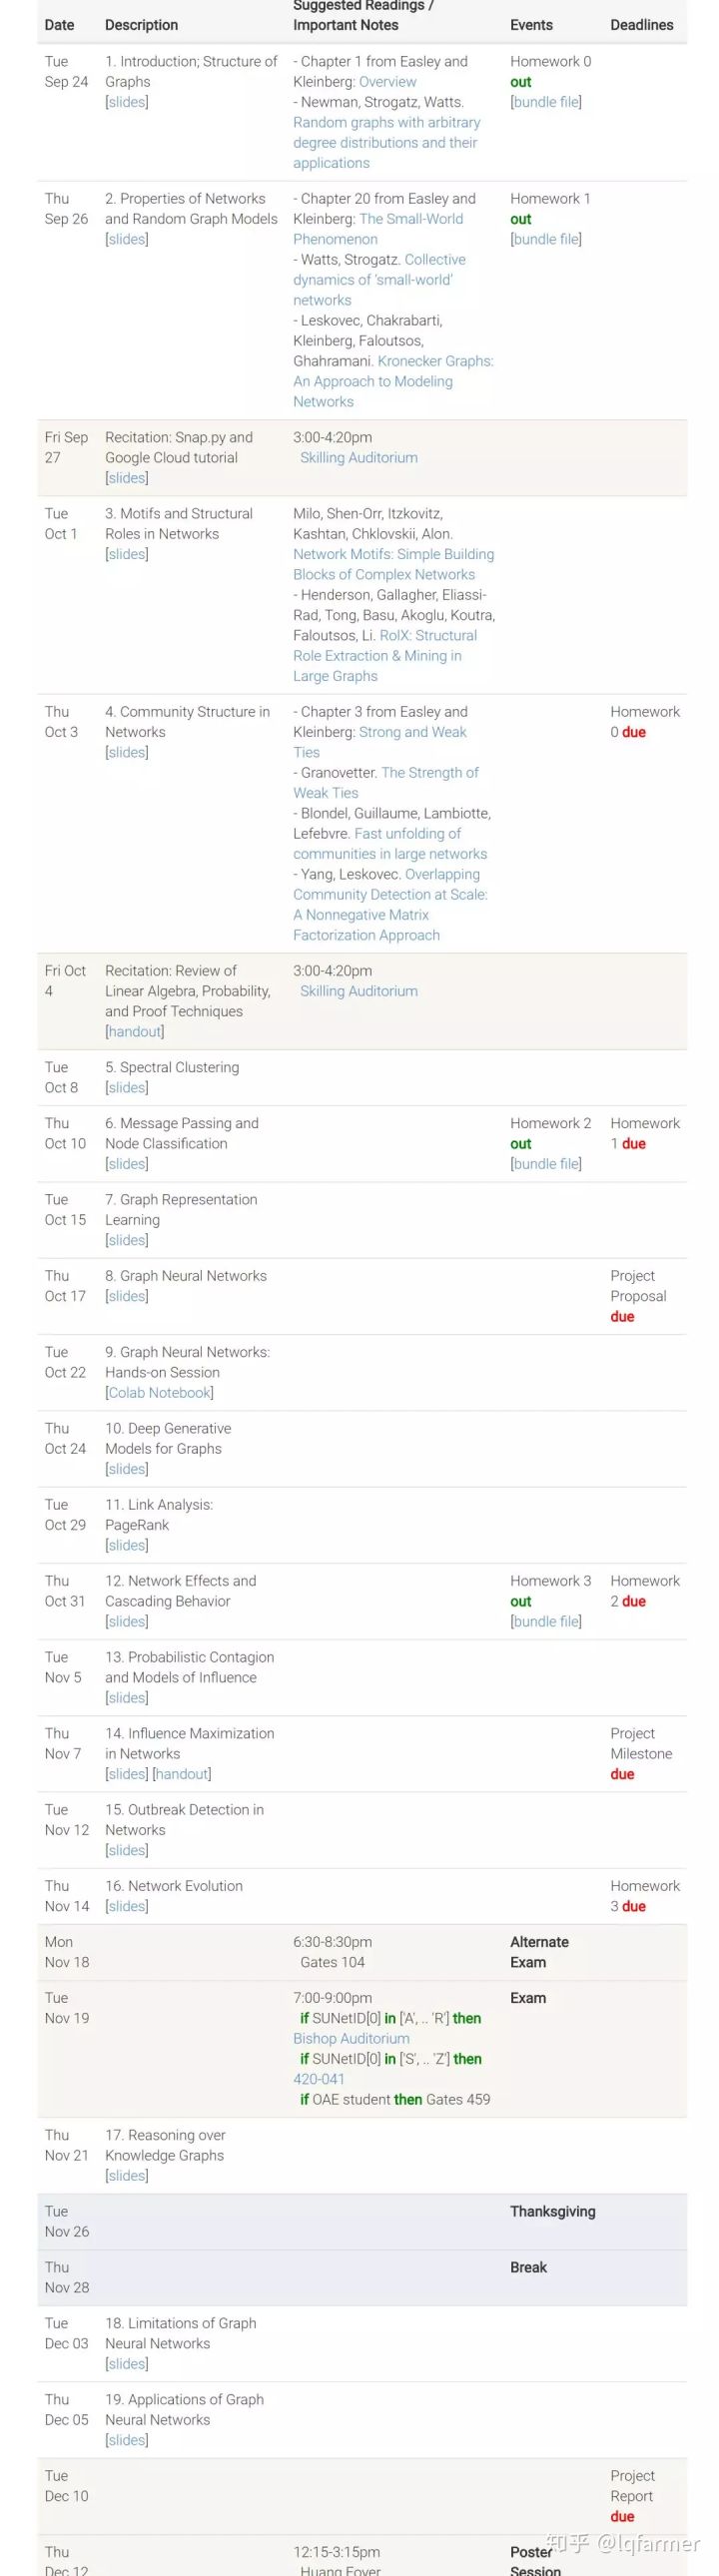 Suggested Readings /
Date Description Important Notes Events Deadlines
Tue
Sep 24
1. Introduction; Structure of
Graphs
[slides]
- Chapter 1 from Easley and
Kleinberg: Overview
- Newman, Strogatz, Watts.
Random graphs with arbitrary
degree distributions and their
applications
Homework 0
out
[bundle file]
Thu
Sep 26
2. Properties of Networks
and Random Graph Models
[slides]
- Chapter 20 from Easley and
Kleinberg: The Small-World
Phenomenon
- Watts, Strogatz. Collective
dynamics of 'small-world'
networks
- Leskovec, Chakrabarti,
Kleinberg, Faloutsos,
Ghahramani. Kronecker Graphs:
An Approach to Modeling
Networks
Homework 1
out
[bundle file]
Fri Sep
27
Recitation: Snap.py and
Google Cloud tutorial
[slides]
3:00-4:20pm
Skilling Auditorium
Tue
Oct 1
3. Motifs and Structural
Roles in Networks
[slides]
Milo, Shen-Orr, Itzkovitz,
Kashtan, Chklovskii, Alon.
Network Motifs: Simple Building
Blocks of Complex Networks
- Henderson, Gallagher, Eliassi-
Rad, Tong, Basu, Akoglu, Koutra,
Faloutsos, Li. RolX: Structural
Role Extraction & Mining in
Large Graphs
Thu
Oct 3
4. Community Structure in
Networks
[slides]
- Chapter 3 from Easley and
Kleinberg: Strong and Weak
Ties
- Granovetter. The Strength of
Weak Ties
- Blondel, Guillaume, Lambiotte,
Lefebvre. Fast unfolding of
communities in large networks
- Yang, Leskovec. Overlapping
Community Detection at Scale:
A Nonnegative Matrix
Factorization Approach
Homework
0 due
Fri Oct
4
Recitation: Review of
Linear Algebra, Probability,
and Proof Techniques
[handout]
3:00-4:20pm
Skilling Auditorium
Tue
Oct 8
5. Spectral Clustering
[slides]
Thu
Oct 10
6. Message Passing and
Node Classification
[slides]
Homework 2
out
[bundle file]
Homework
1 due
Tue
Oct 15
7. Graph Representation
Learning
[slides]
Thu
Oct 17
8. Graph Neural Networks
[slides]
Project
Proposal
due
Tue
Oct 22
9. Graph Neural Networks:
Hands-on Session
[Colab Notebook]
Thu
Oct 24
10. Deep Generative
Models for Graphs
[slides]
Tue
Oct 29
11. Link Analysis:
PageRank
[slides]
Thu
Oct 31
12. Network Effects and
Cascading Behavior
[slides]
Homework 3
out
[bundle file]
Homework
2 due
Tue
Nov 5
13. Probabilistic Contagion
and Models of Influence
[slides]
Thu
Nov 7
14. Influence Maximization
in Networks
[slides] [handout]
Project
Milestone
due
Tue
Nov 12
15. Outbreak Detection in
Networks
[slides]
Thu
Nov 14
16. Network Evolution
[slides]
Homework
3 due
Mon
Nov 18
6:30-8:30pm
Gates 104
Alternate
Exam
Tue
Nov 19
7:00-9:00pm
if SUNetID[0] in ['A', .. 'R'] then
Bishop Auditorium
if SUNetID[0] in ['S', .. 'Z'] then
420-041
if OAE student then Gates 459
Exam
Thu
Nov 21
17. Reasoning over
Knowledge Graphs
[slides]
Tue
Nov 26
Thanksgiving
Thu
Nov 28
Break
Tue
Dec 03
18. Limitations of Graph
Neural Networks
[slides]
Thu
Dec 05
19. Applications of Graph
Neural Networks
[slides]
Tue
Dec 10
Project
Report
due
Thu
Dec 12
12:15-3:15pm
Huang Foyer
Poster
Session
知乎 @lqfarmer